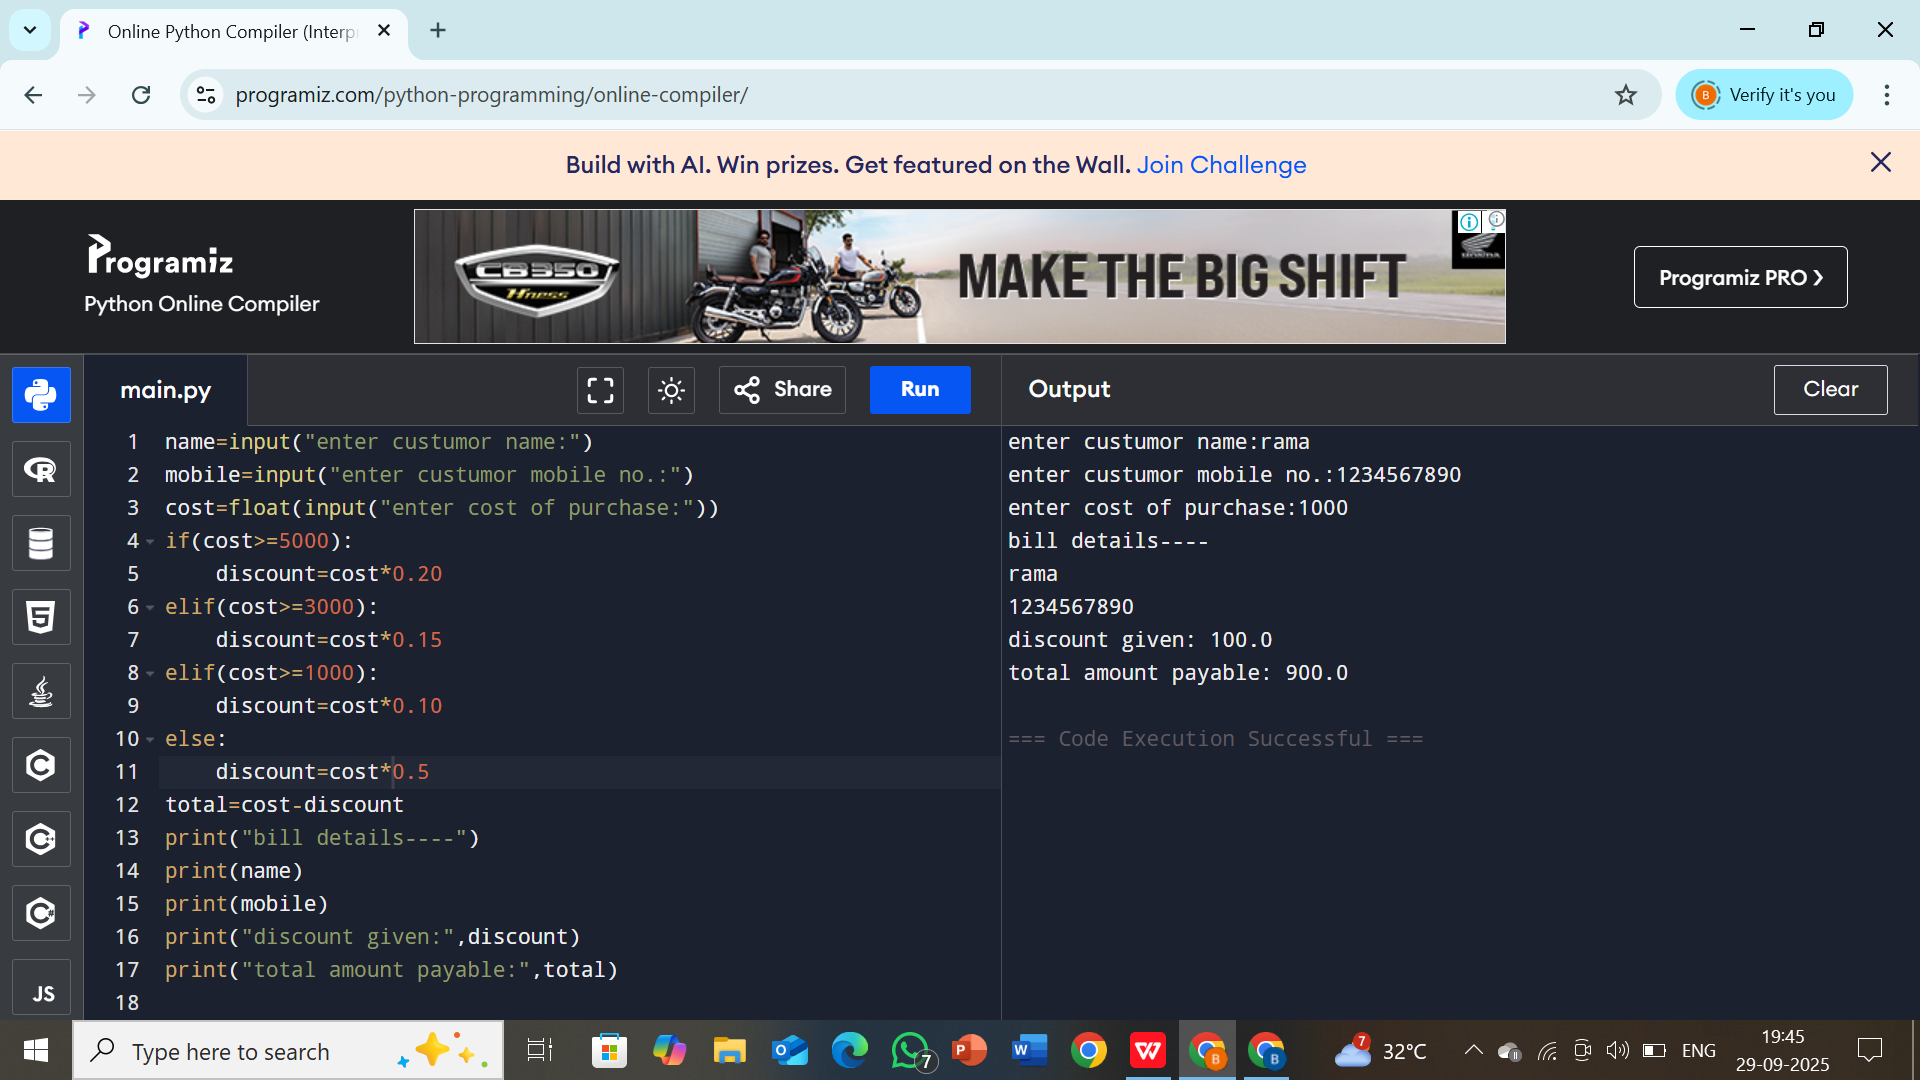 Online Python Compiler (Interp
programiz.com/python-programming/online-compiler/
B
Verify it's you
Build with AI. Win prizes. Get featured on the Wall. Join Challenge
Programiz
Python Online Compiler
CB350
H'ness
MAKE THE BIG SHIFT
HONDA
Programiz PRO ❯
main.py
Share
Run
Output
Clear
1 name=input("enter custumor name:")
2 mobile=input("enter custumor mobile no.:")
3 cost=float(input("enter cost of purchase:"))
4 if(cost>=5000):
5     discount=cost*0.20
6 elif(cost>=3000):
7     discount=cost*0.15
8 elif(cost>=1000):
9     discount=cost*0.10
10 else:
11     discount=cost*0.5
12 total=cost-discount
13 print("bill details----")
14 print(name)
15 print(mobile)
16 print("discount given:",discount)
17 print("total amount payable:",total)
18
enter custumor name:rama
enter custumor mobile no.:1234567890
enter cost of purchase:1000
bill details----
rama
1234567890
discount given: 100.0
total amount payable: 900.0
=== Code Execution Successful ===
JS
Type here to search
7
7
32°C
ENG
19:45
29-09-2025